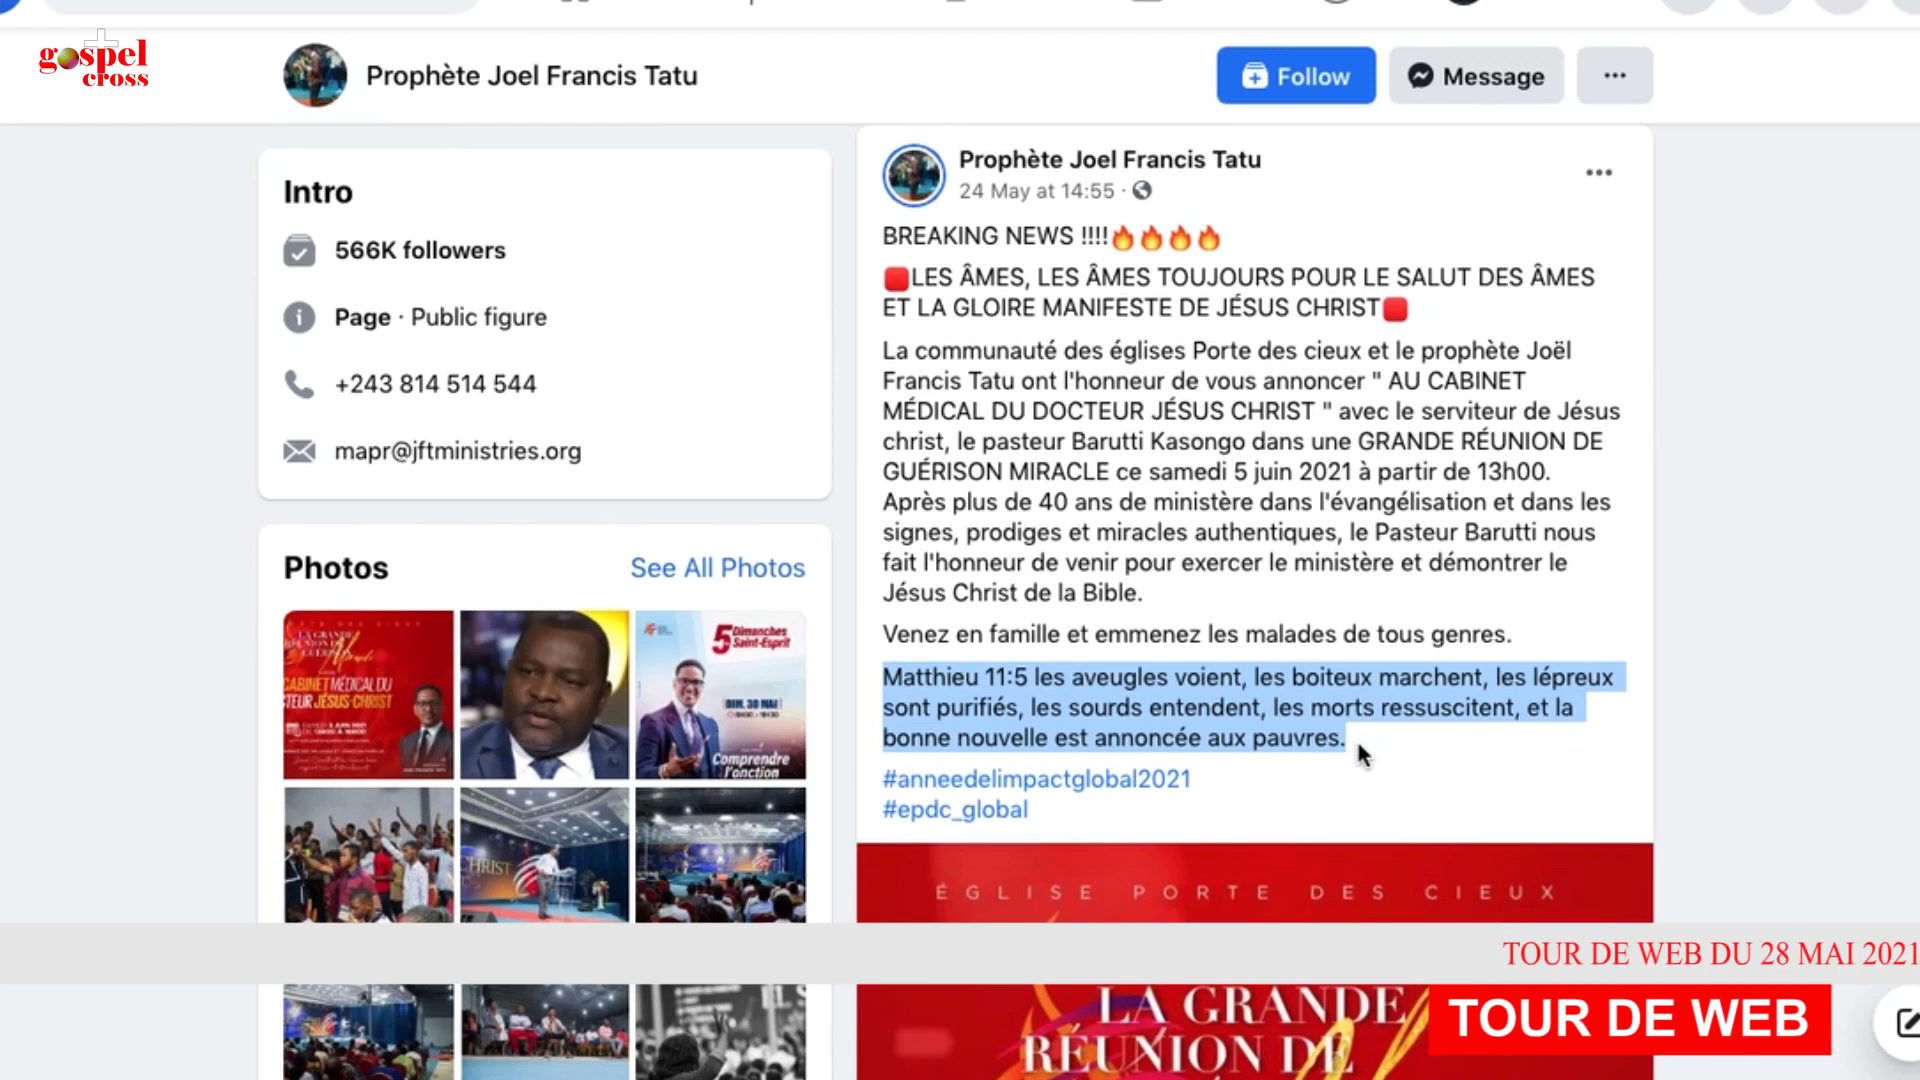 gospel
cross
Prophète Joel Francis Tatu
Follow
Message
Intro
566K followers
Page · Public figure
+243 814 514 544
mapr@jftministries.org
Photos
See All Photos
LA GRANDE
CABINET MÉDICAL DU
TEUR JÉSUS-CHRIST
5 Dimanches
Saint-Esprit
DIM. 30 MAI
Comprendre
l'onction
CHRIST
Prophète Joel Francis Tatu
24 May at 14:55 ·
BREAKING NEWS !!!!🔥🔥🔥🔥
🟥LES ÂMES, LES ÂMES TOUJOURS POUR LE SALUT DES ÂMES
ET LA GLOIRE MANIFESTE DE JÉSUS CHRIST🟥
La communauté des églises Porte des cieux et le prophète Joël
Francis Tatu ont l'honneur de vous annoncer " AU CABINET
MÉDICAL DU DOCTEUR JÉSUS CHRIST " avec le serviteur de Jésus
christ, le pasteur Barutti Kasongo dans une GRANDE RÉUNION DE
GUÉRISON MIRACLE ce samedi 5 juin 2021 à partir de 13h00.
Après plus de 40 ans de ministère dans l'évangélisation et dans les
signes, prodiges et miracles authentiques, le Pasteur Barutti nous
fait l'honneur de venir pour exercer le ministère et démontrer le
Jésus Christ de la Bible.
Venez en famille et emmenez les malades de tous genres.
Matthieu 11:5 les aveugles voient, les boiteux marchent, les lépreux
sont purifiés, les sourds entendent, les morts ressuscitent, et la
bonne nouvelle est annoncée aux pauvres.
#anneedelimpactglobal2021
#epdc_global
ÉGLISE PORTE DES CIEUX
TOUR DE WEB DU 28 MAI 2021
LA GRANDE
RÉUNION DE
TOUR DE WEB